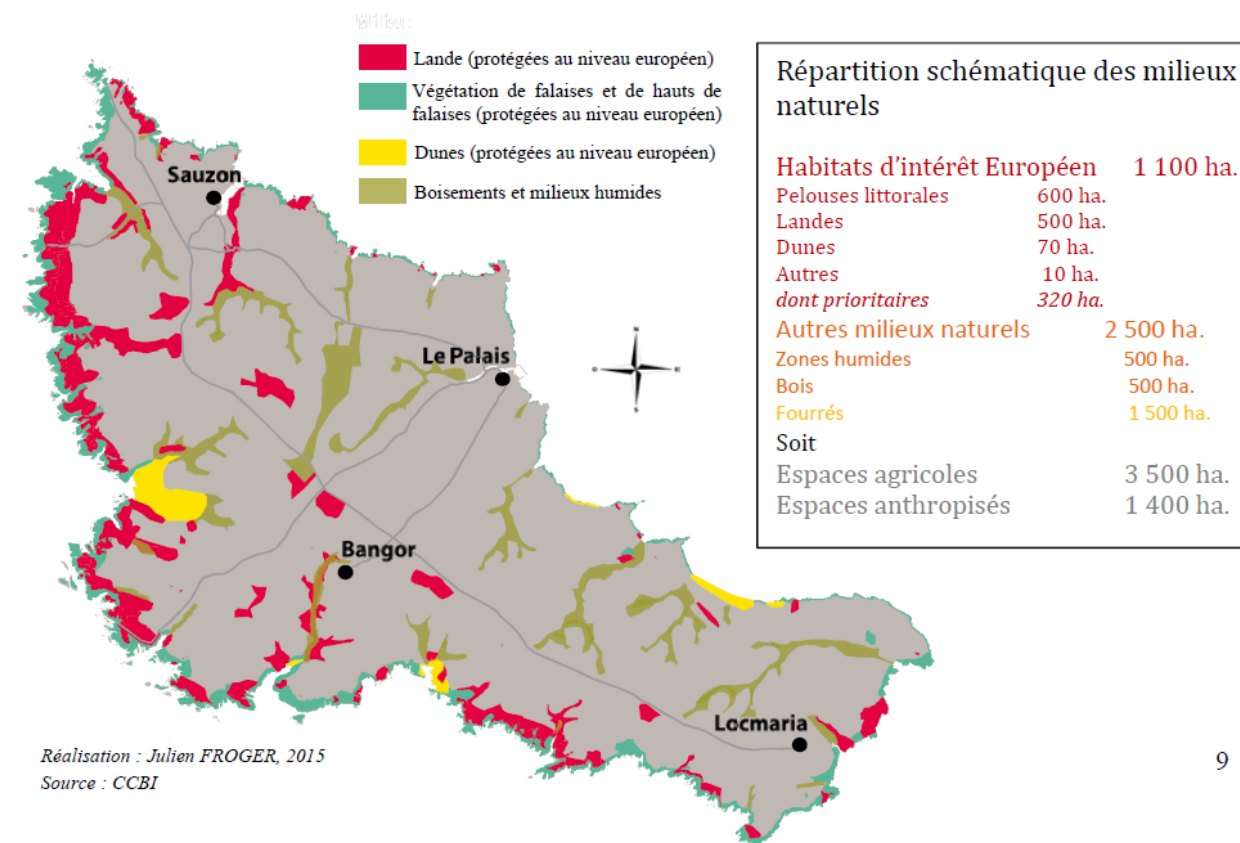 Lande (protégées au niveau européen)
Végétation de falaises et de hauts de
falaises (protégées au niveau européen)
Dunes (protégées au niveau européen)
Boisements et milieux humides
Répartition schématique des milieux
naturels
Habitats d'intérêt Européen 1 100 ha.
Pelouses littorales 600 ha.
Landes 500 ha.
Dunes 70 ha.
Autres 10 ha.
dont prioritaires 320 ha.
Autres milieux naturels 2 500 ha.
Zones humides 500 ha.
Bois 500 ha.
Fourrés 1 500 ha.
Soit
Espaces agricoles 3 500 ha.
Espaces anthropisés 1 400 ha.
Sauzon
Le Palais
Bangor
Locmaria
Réalisation : Julien FROGER, 2015
Source : CCBI
9